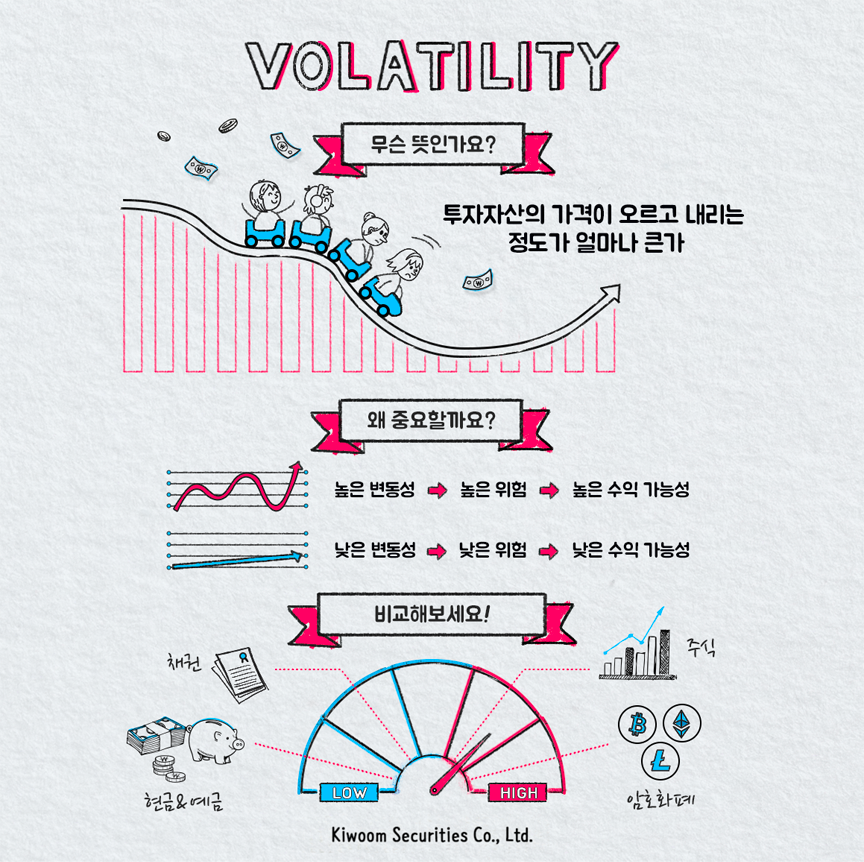 VOLATILITY
무슨 뜻인가요?
투자자산의 가격이 오르고 내리는
정도가 얼마나 큰가
왜 중요할까요?
높은 변동성 → 높은 위험 → 높은 수익 가능성
낮은 변동성 → 낮은 위험 → 낮은 수익 가능성
비교해보세요!
채권
주식
현금&예금
암호화폐
LOW
HIGH
Kiwoom Securities Co., Ltd.